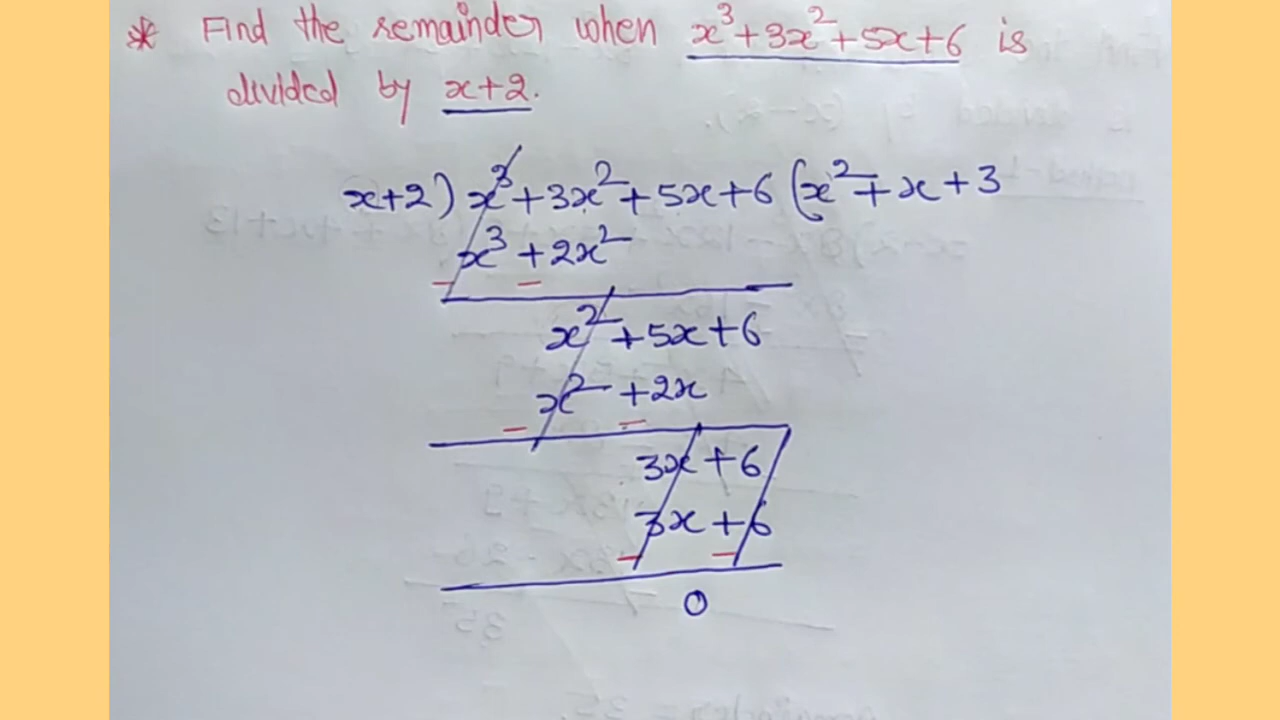 * Find the remainder when x³+3x²+5x+6 is
divided by x+2.
x+2) x³+3x²+5x+6 (x²+x+3
x³+2x²
- -
x²+5x+6
x²+2x
- -
3x+6
3x+6
- -
0